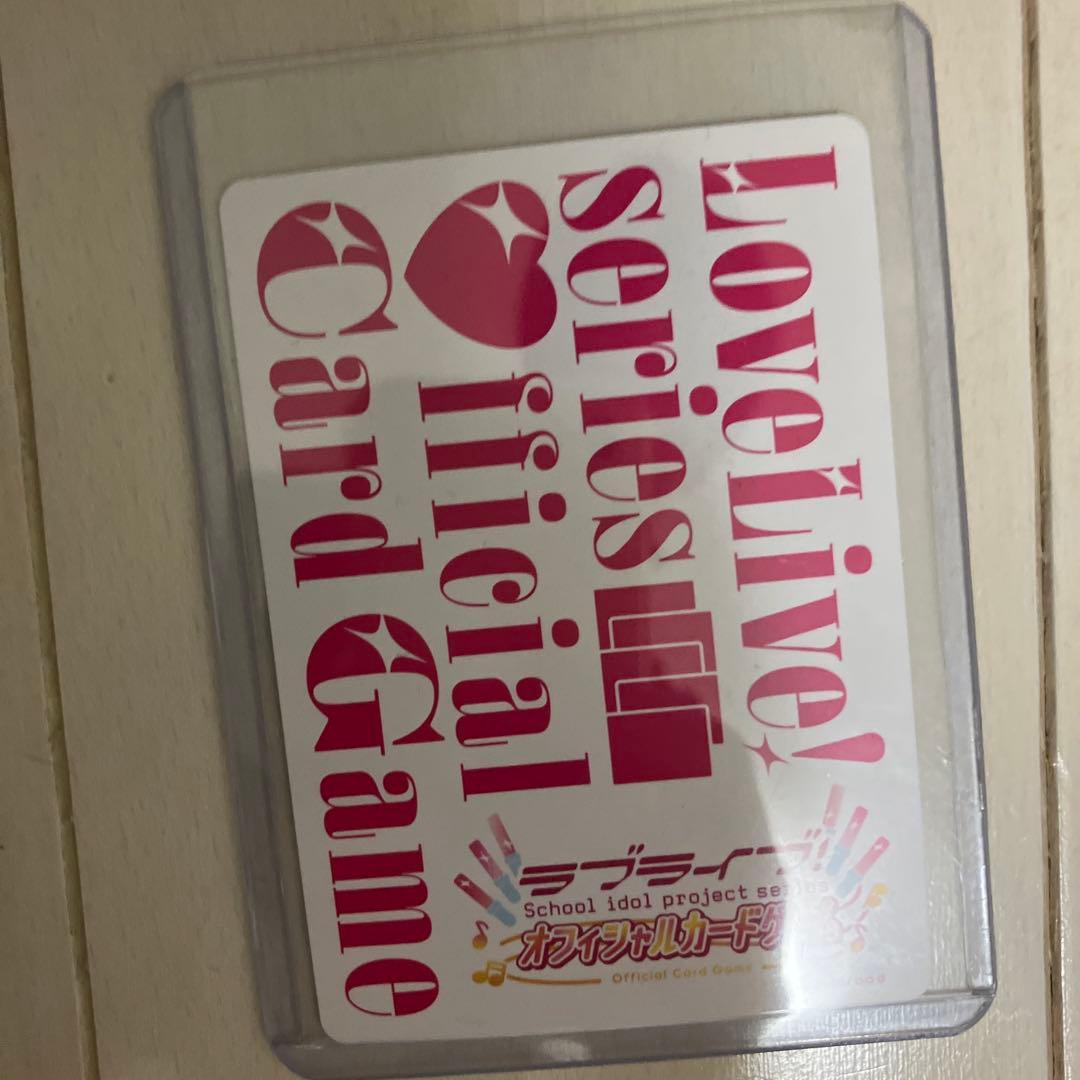 LoveLive!
series
fficial
Card Game
ラブライブ!
School idol project series
オフィシャルカード
Official Card Game